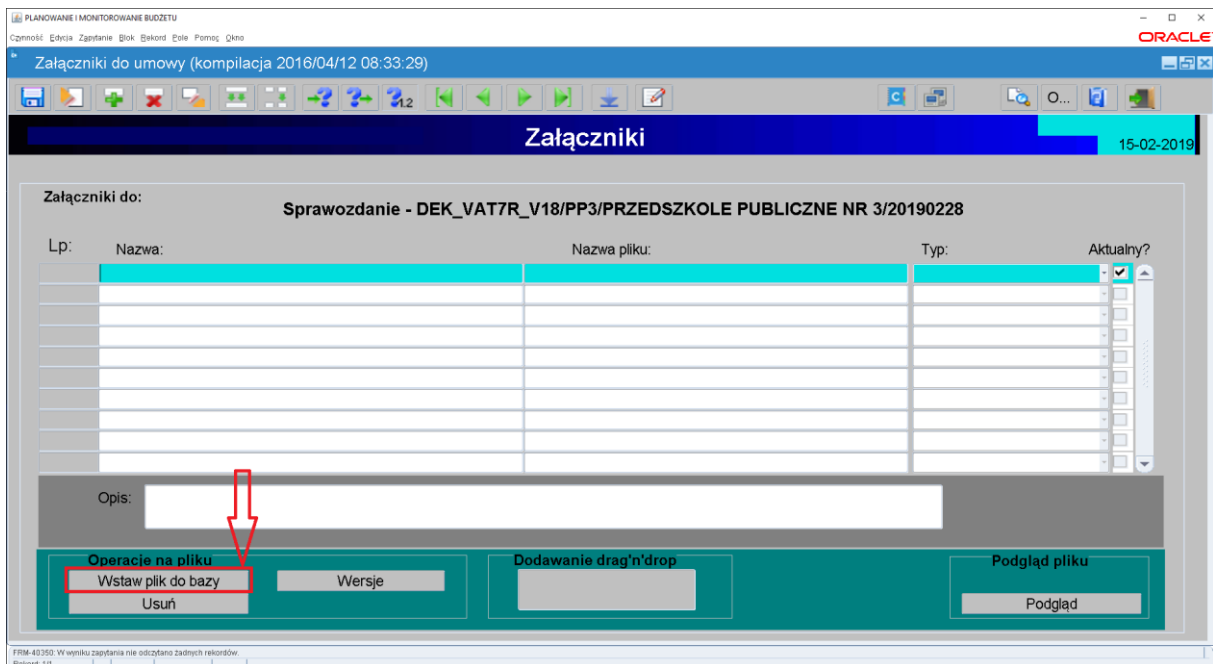 PLANOWANIE I MONITOROWANIE BUDŻETU
Czynność Edycja Zapytanie Blok Rekord Pole Pomoc Okno
ORACLE
Załączniki do umowy (kompilacja 2016/04/12 08:33:29)
1.2 C O...
Załączniki
15-02-2019
Załączniki do:
Sprawozdanie - DEK_VAT7R_V18/PP3/PRZEDSZKOLE PUBLICZNE NR 3/20190228
Lp: Nazwa: Nazwa pliku: Typ: Aktualny?
Opis:
Operacje na pliku Dodawanie drag'n'drop Podgląd pliku
Wstaw plik do bazy Wersje
Usuń Podgląd
FRM-40350: W wyniku zapytania nie odczytano żadnych rekordów.
Rekord: 1/1